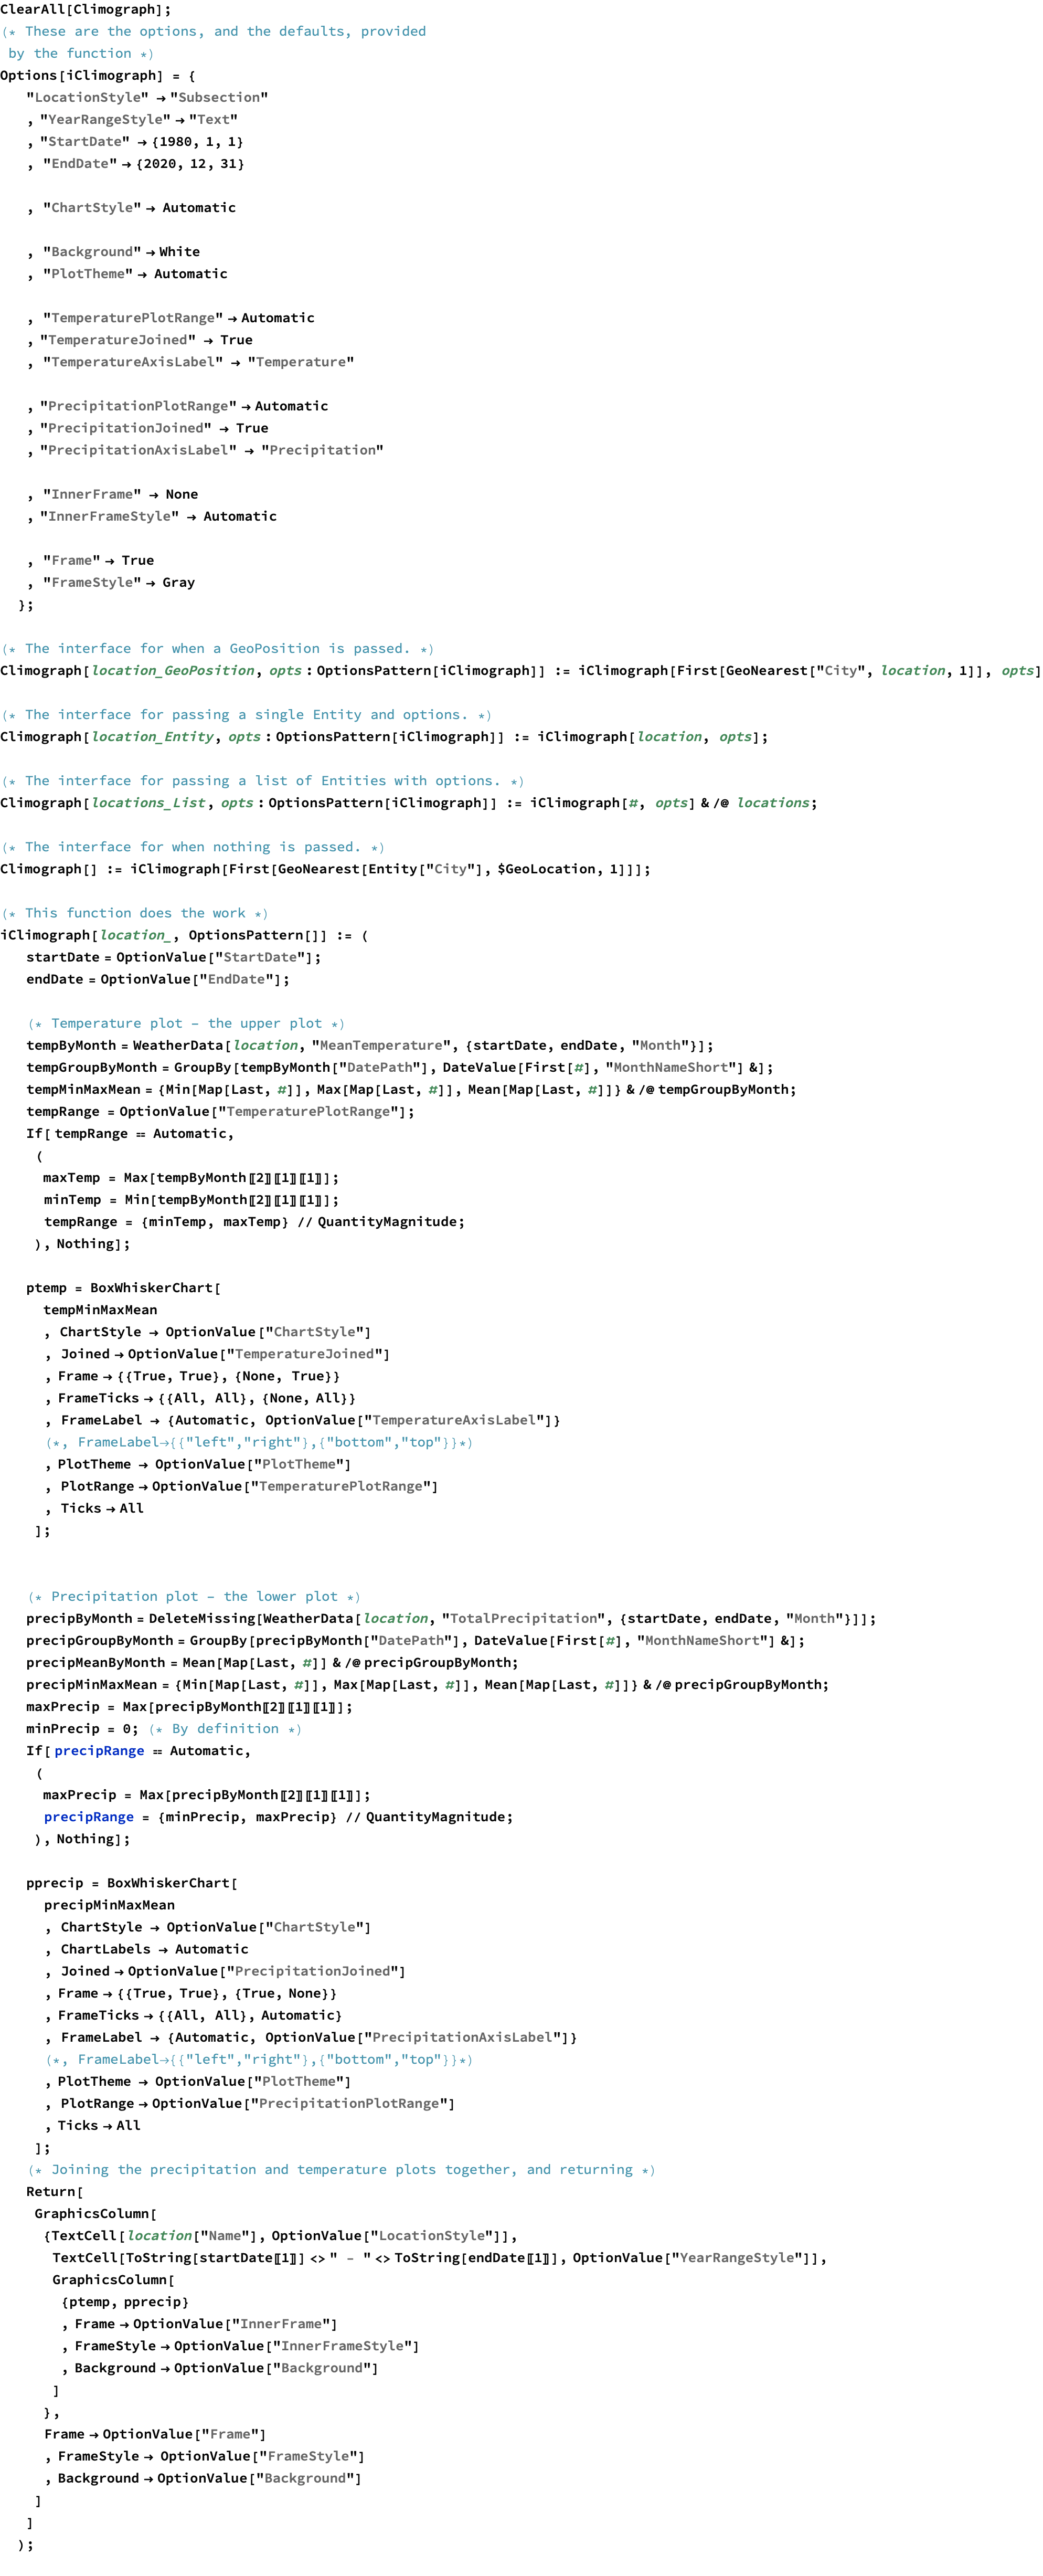 ClearAll[Climograph];
(* These are the options, and the defaults, provided
by the function *)
Options[iClimograph] = {
"LocationStyle" → "Subsection"
, "YearRangeStyle" → "Text"
, "StartDate" → {1980, 1, 1}
, "EndDate" → {2020, 12, 31}
, "ChartStyle" → Automatic
, "Background" → White
, "PlotTheme" → Automatic
, "TemperaturePlotRange" → Automatic
, "TemperatureJoined" → True
, "TemperatureAxisLabel" → "Temperature"
, "PrecipitationPlotRange" → Automatic
, "PrecipitationJoined" → True
, "PrecipitationAxisLabel" → "Precipitation"
, "InnerFrame" → None
, "InnerFrameStyle" → Automatic
, "Frame" → True
, "FrameStyle" → Gray
};
(* The interface for when a GeoPosition is passed. *)
Climograph[location_GeoPosition, opts : OptionsPattern[iClimograph]] := iClimograph[First[GeoNearest["City", location, 1]], opts]
(* The interface for passing a single Entity and options. *)
Climograph[location_Entity, opts : OptionsPattern[iClimograph]] := iClimograph[location, opts];
(* The interface for passing a list of Entities with options. *)
Climograph[locations_List, opts : OptionsPattern[iClimograph]] := iClimograph[#, opts] & /@ locations;
(* The interface for when nothing is passed. *)
Climograph[] := iClimograph[First[GeoNearest[Entity["City"], $GeoLocation, 1]]];
(* This function does the work *)
iClimograph[location_, OptionsPattern[]] := (
startDate = OptionValue["StartDate"];
endDate = OptionValue["EndDate"];
(* Temperature plot – the upper plot *)
tempByMonth = WeatherData[location, "MeanTemperature", {startDate, endDate, "Month"}];
tempGroupByMonth = GroupBy[tempByMonth["DatePath"], DateValue[First[#], "MonthNameShort"] &];
tempMinMaxMean = {Min[Map[Last, #]], Max[Map[Last, #]], Mean[Map[Last, #]]} & /@ tempGroupByMonth;
tempRange = OptionValue["TemperaturePlotRange"];
If[ tempRange == Automatic,
(
maxTemp = Max[tempByMonth〚2〛〚1〛〚1〛];
minTemp = Min[tempByMonth〚2〛〚1〛〚1〛];
tempRange = {minTemp, maxTemp} // QuantityMagnitude;
), Nothing];
ptemp = BoxWhiskerChart[
tempMinMaxMean
, ChartStyle → OptionValue["ChartStyle"]
, Joined → OptionValue["TemperatureJoined"]
, Frame → {{True, True}, {None, True}}
, FrameTicks → {{All, All}, {None, All}}
, FrameLabel → {Automatic, OptionValue["TemperatureAxisLabel"]}
(*, FrameLabel→{{"left","right"},{"bottom","top"}}*)
, PlotTheme → OptionValue["PlotTheme"]
, PlotRange → OptionValue["TemperaturePlotRange"]
, Ticks → All
];
(* Precipitation plot – the lower plot *)
precipByMonth = DeleteMissing[WeatherData[location, "TotalPrecipitation", {startDate, endDate, "Month"}]];
precipGroupByMonth = GroupBy[precipByMonth["DatePath"], DateValue[First[#], "MonthNameShort"] &];
precipMeanByMonth = Mean[Map[Last, #]] & /@ precipGroupByMonth;
precipMinMaxMean = {Min[Map[Last, #]], Max[Map[Last, #]], Mean[Map[Last, #]]} & /@ precipGroupByMonth;
maxPrecip = Max[precipByMonth〚2〛〚1〛〚1〛];
minPrecip = 0; (* By definition *)
If[ precipRange == Automatic,
(
maxPrecip = Max[precipByMonth〚2〛〚1〛〚1〛];
precipRange = {minPrecip, maxPrecip} // QuantityMagnitude;
), Nothing];
pprecip = BoxWhiskerChart[
precipMinMaxMean
, ChartStyle → OptionValue["ChartStyle"]
, ChartLabels → Automatic
, Joined → OptionValue["PrecipitationJoined"]
, Frame → {{True, True}, {True, None}}
, FrameTicks → {{All, All}, Automatic}
, FrameLabel → {Automatic, OptionValue["PrecipitationAxisLabel"]}
(*, FrameLabel→{{"left","right"},{"bottom","top"}}*)
, PlotTheme → OptionValue["PlotTheme"]
, PlotRange → OptionValue["PrecipitationPlotRange"]
, Ticks → All
];
(* Joining the precipitation and temperature plots together, and returning *)
Return[
GraphicsColumn[
{TextCell[location["Name"], OptionValue["LocationStyle"]],
TextCell[ToString[startDate〚1〛] <> " – " <> ToString[endDate〚1〛], OptionValue["YearRangeStyle"]],
GraphicsColumn[
{ptemp, pprecip}
, Frame → OptionValue["InnerFrame"]
, FrameStyle → OptionValue["InnerFrameStyle"]
, Background → OptionValue["Background"]
]
},
Frame → OptionValue["Frame"]
, FrameStyle → OptionValue["FrameStyle"]
, Background → OptionValue["Background"]
]
]
);